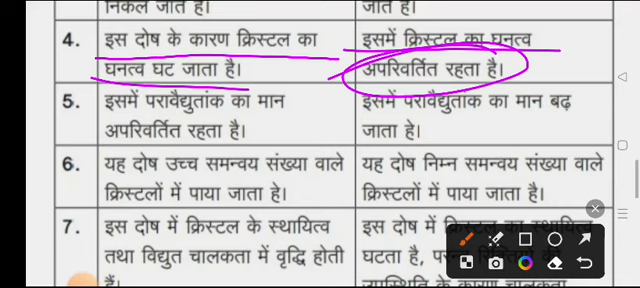 निकल जाते हैं।
जाते हैं।
4. इस दोष के कारण क्रिस्टल का
घनत्व घट जाता है।
इसमें क्रिस्टल का घनत्व
अपरिवर्तित रहता है।
5. इसमें परावैद्युतांक का मान
अपरिवर्तित रहता है।
इसमें परावैद्युतांक का मान बढ़
जाता हे।
6. यह दोष उच्च समन्वय संख्या वाले
क्रिस्टलों में पाया जाता हे।
यह दोष निम्न समन्वय संख्या वाले
क्रिस्टलों में पाया जाता है।
7. इस दोष में क्रिस्टल के स्थायित्व
तथा विद्युत चालकता में वृद्धि होती
हैं।
इस दोष में क्रिस्टल का स्थायित्व
घटता है,